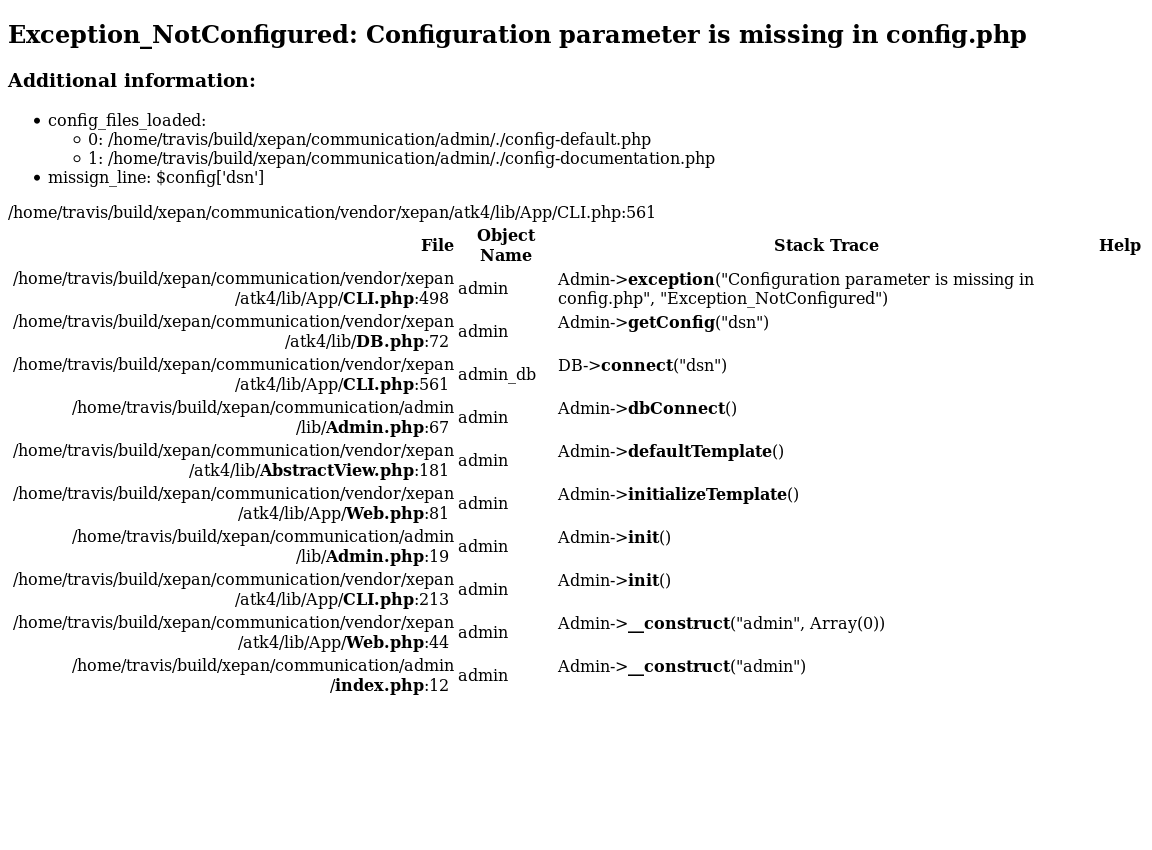 Exception_NotConfigured: Configuration parameter is missing in config.php
Additional information:
• config_files_loaded:
◦ 0: /home/travis/build/xepan/communication/admin/./config-default.php
◦ 1: /home/travis/build/xepan/communication/admin/./config-documentation.php
• missign_line: $config['dsn']
/home/travis/build/xepan/communication/vendor/xepan/atk4/lib/App/CLI.php:561
File Object Name Stack Trace Help
/home/travis/build/xepan/communication/vendor/xepan
/atk4/lib/App/CLI.php:498 admin Admin->exception("Configuration parameter is missing in
config.php", "Exception_NotConfigured")
/home/travis/build/xepan/communication/vendor/xepan
/atk4/lib/DB.php:72 admin Admin->getConfig("dsn")
/home/travis/build/xepan/communication/vendor/xepan
/atk4/lib/App/CLI.php:561 admin_db DB->connect("dsn")
/home/travis/build/xepan/communication/admin
/lib/Admin.php:67 admin Admin->dbConnect()
/home/travis/build/xepan/communication/vendor/xepan
/atk4/lib/AbstractView.php:181 admin Admin->defaultTemplate()
/home/travis/build/xepan/communication/vendor/xepan
/atk4/lib/App/Web.php:81 admin Admin->initializeTemplate()
/home/travis/build/xepan/communication/admin
/lib/Admin.php:19 admin Admin->init()
/home/travis/build/xepan/communication/vendor/xepan
/atk4/lib/App/CLI.php:213 admin Admin->init()
/home/travis/build/xepan/communication/vendor/xepan
/atk4/lib/App/Web.php:44 admin Admin->__construct("admin", Array(0))
/home/travis/build/xepan/communication/admin
/index.php:12 admin Admin->__construct("admin")